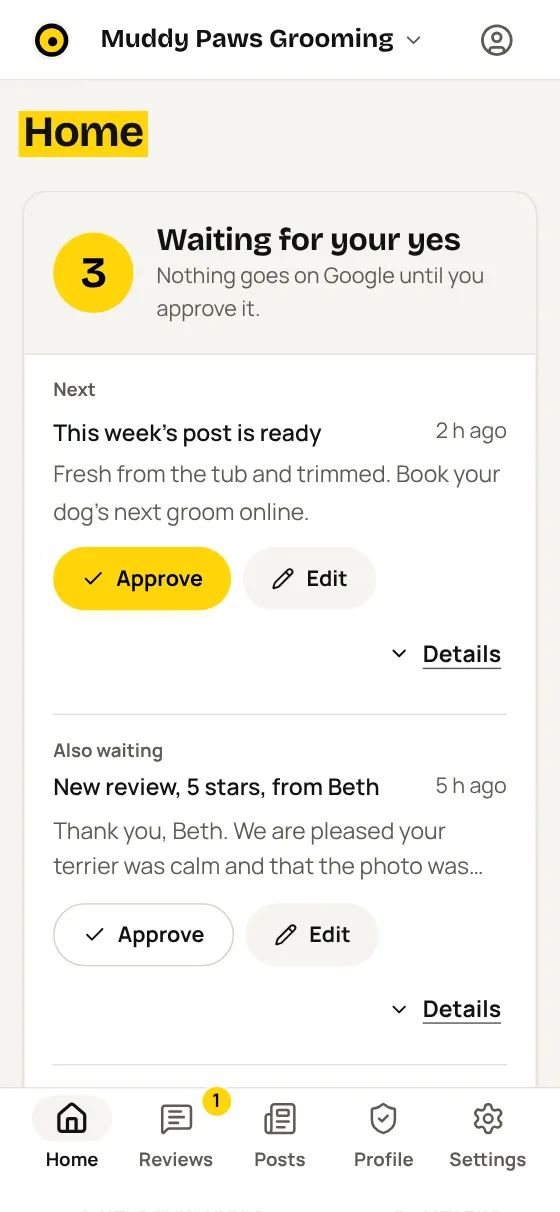 Muddy Paws Grooming
Home
3
Waiting for your yes
Nothing goes on Google until you
approve it.
Next
This week's post is ready
2 h ago
Fresh from the tub and trimmed. Book your
dog's next groom online.
Approve
Edit
Details
Also waiting
New review, 5 stars, from Beth
5 h ago
Thank you, Beth. We are pleased your
terrier was calm and that the photo was...
Approve
Edit
Details
1
Home
Reviews
Posts
Profile
Settings